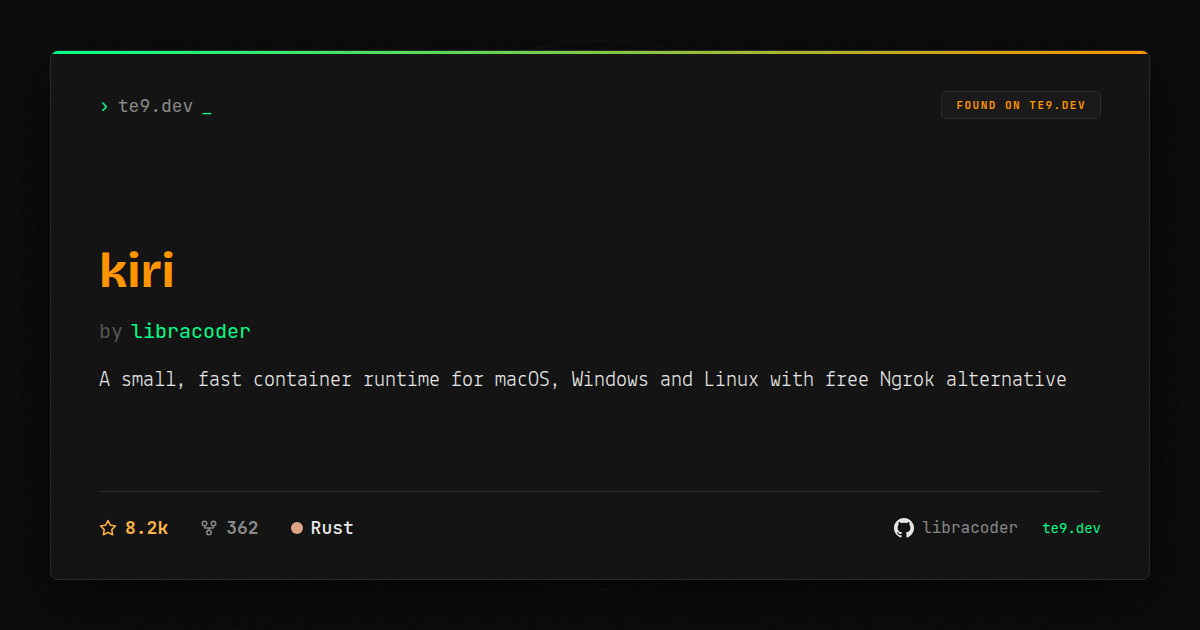 › te9.dev _
FOUND ON TE9.DEV
kiri
by libracoder
A small, fast container runtime for macOS, Windows and Linux with free Ngrok alternative
8.2k 362 Rust
libracoder te9.dev